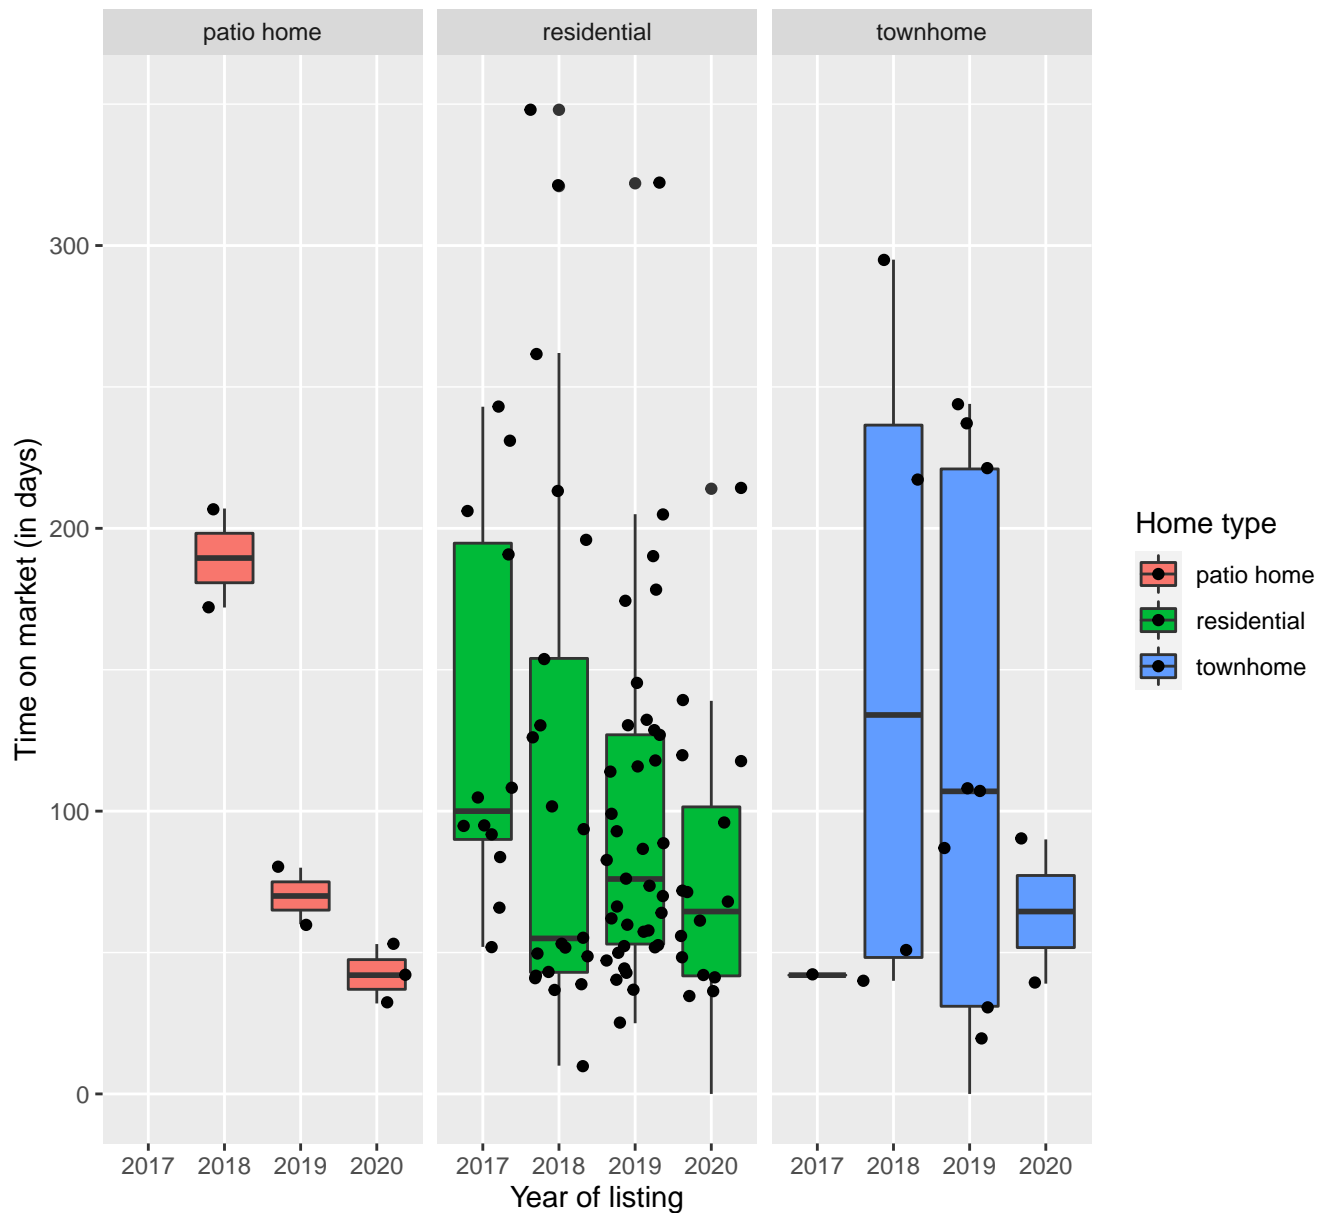 patio home residential townhome
300
200
100
0
Time on market (in days)
2017 2018 2019 2020 2017 2018 2019 2020 2017 2018 2019 2020
Year of listing
Home type
patio home
residential
townhome